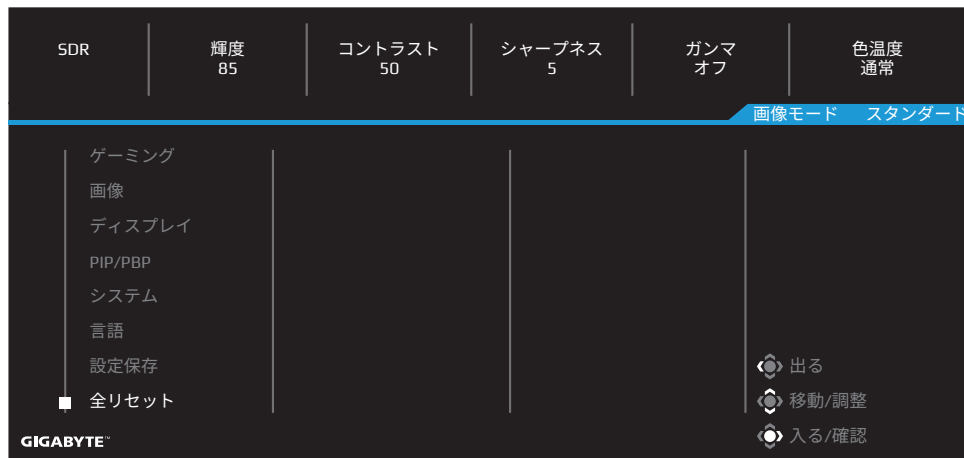 SDR
輝度
85
コントラスト
50
シャープネス
5
ガンマ
オフ
色温度
通常
画像モード スタンダード
ゲーミング
画像
ディスプレイ
PIP/PBP
システム
言語
設定保存
全リセット
出る
移動/調整
入る/確認
GIGABYTE™